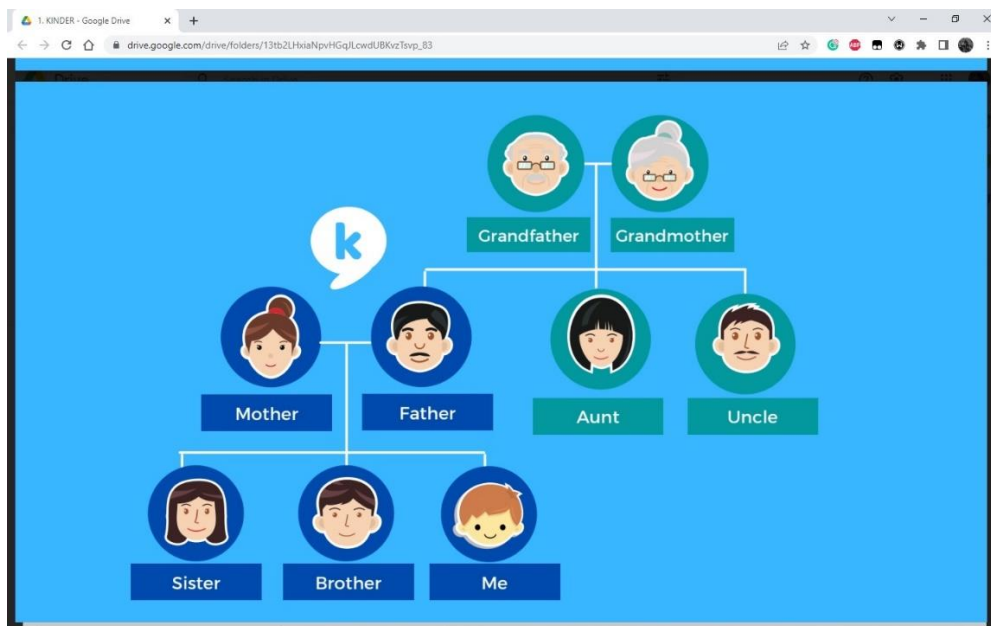 1. KINDER - Google Drive
drive.google.com/drive/folders/13tb2LHxiaNpvHGqJLcwdUBKvzTsvp_83
Drive
k
Grandfather Grandmother
Mother Father Aunt Uncle
Sister Brother Me